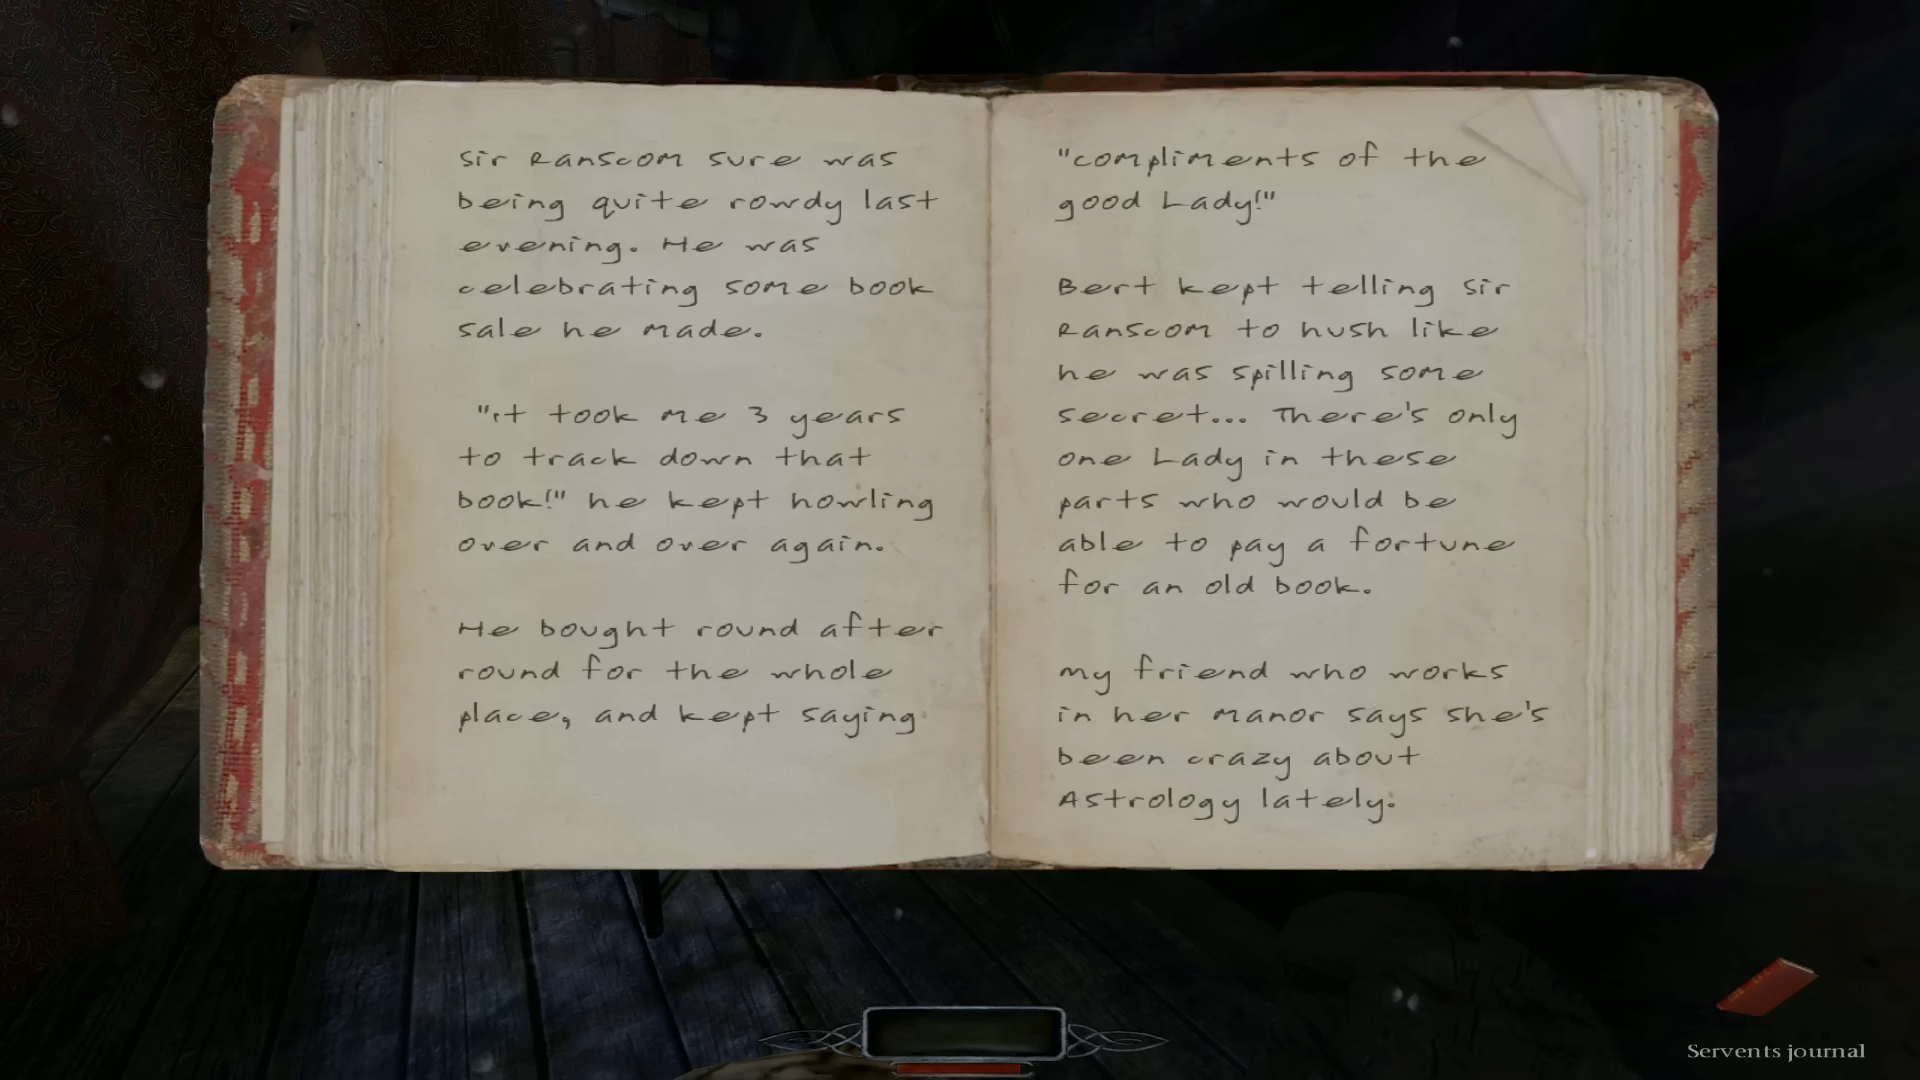 Sir Ranscom sure was
being quite rowdy last
evening. He was
celebrating some book
sale he made.
"it took me 3 years
to track down that
book!" he kept howling
over and over again.
He bought round after
round for the whole
place, and kept saying
"compliments of the
good Lady!"
Bert kept telling Sir
Ranscom to hush like
he was spilling some
secret... There's only
one Lady in these
parts who would be
able to pay a fortune
for an old book.
my friend who works
in her manor says she's
been crazy about
Astrology lately.
Servents journal